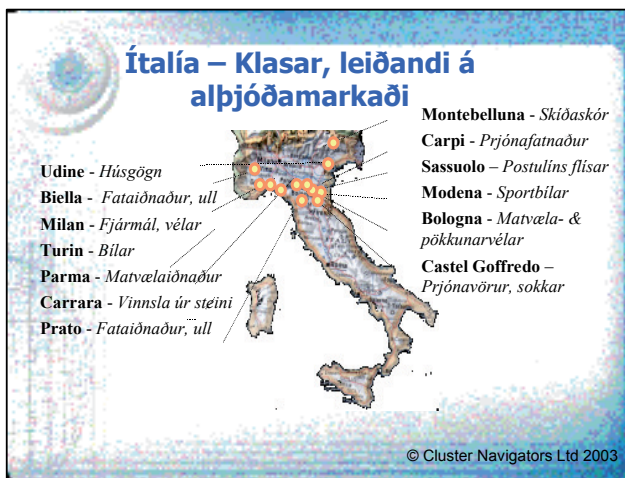 Ítalía – Klasar, leiðandi á
alþjóðamarkaði
Udine - Húsgögn
Biella - Fataiðnaður, ull
Milan - Fjármál, vélar
Turin - Bílar
Parma - Matvælaiðnaður
Carrara - Vinnsla úr steini
Prato - Fataiðnaður, ull
Montebelluna - Skíðaskór
Carpi - Prjónafatnaður
Sassuolo – Postulíns flísar
Modena - Sportbílar
Bologna - Matvæla- &
pökkunarvélar
Castel Goffredo –
Prjónavörur, sokkar
© Cluster Navigators Ltd 2003